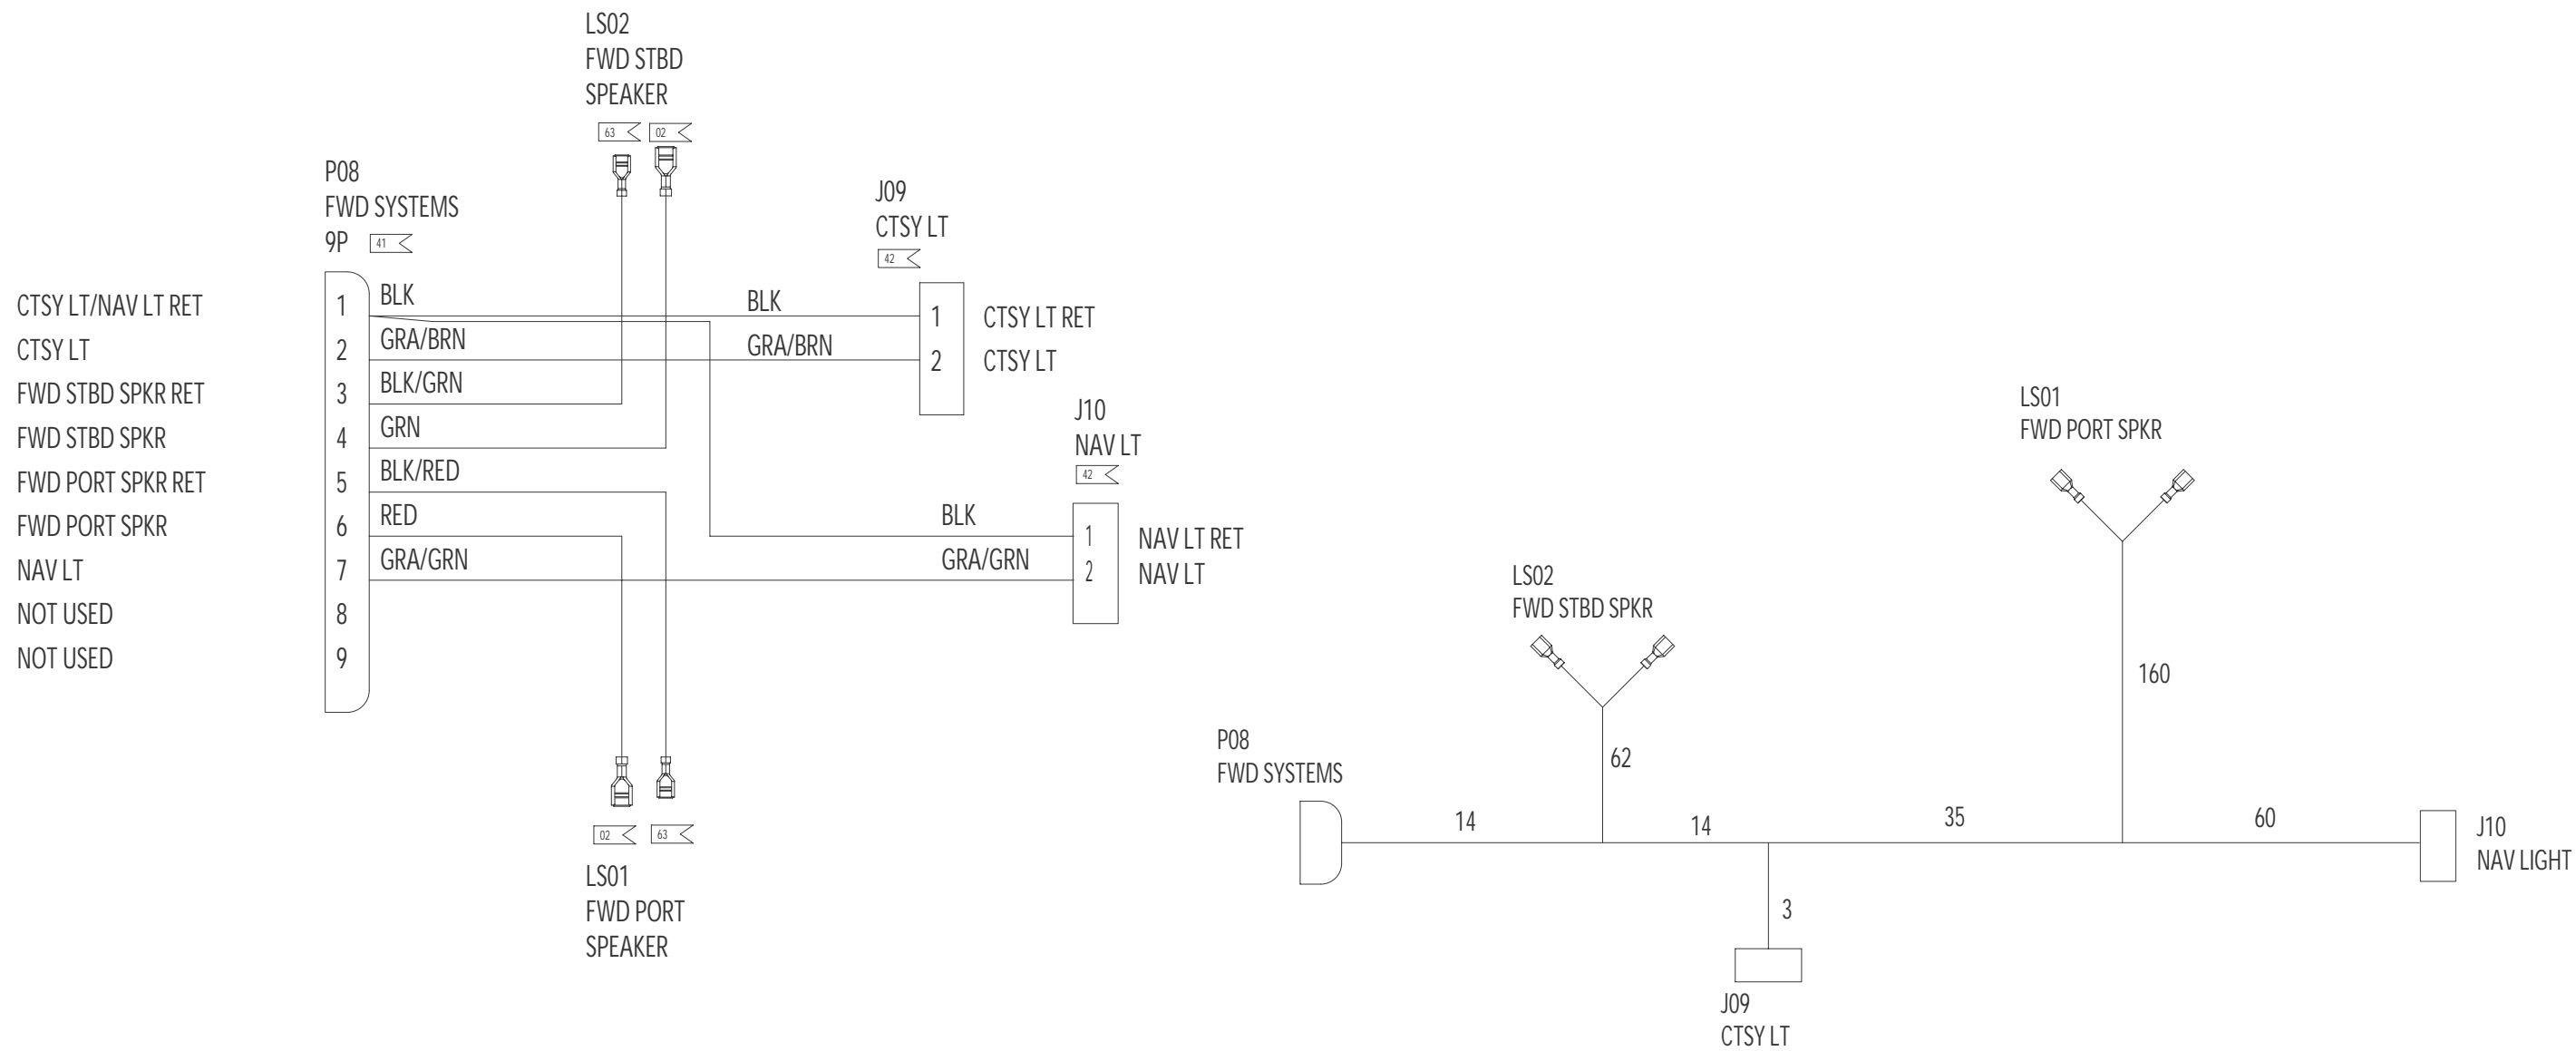 LS02
FWD STBD
SPEAKER
63 02
P08
FWD SYSTEMS
9P 41
J09
CTSY LT
42
CTSY LT/NAV LT RET 1 BLK BLK 1 CTSY LT RET
CTSY LT 2 GRA/BRN GRA/BRN 2 CTSY LT
FWD STBD SPKR RET 3 BLK/GRN
FWD STBD SPKR 4 GRN
FWD PORT SPKR RET 5 BLK/RED
FWD PORT SPKR 6 RED
NAV LT 7 GRA/GRN
NOT USED 8
NOT USED 9
J10
NAV LT
42
BLK 1 NAV LT RET
GRA/GRN 2 NAV LT
02 63
LS01
FWD PORT
SPEAKER
LS01
FWD PORT SPKR
160
LS02
FWD STBD SPKR
62
P08
FWD SYSTEMS
14 14 35 60
J10
NAV LIGHT
3
J09
CTSY LT